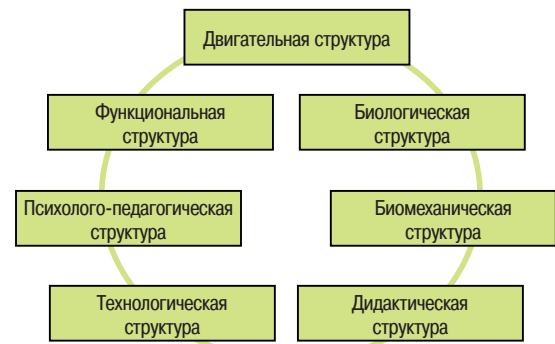 Двигательная структура
Функциональная
структура
Биологическая
структура
Психолого-педагогическая
структура
Биомеханическая
структура
Технологическая
структура
Дидактическая
структура